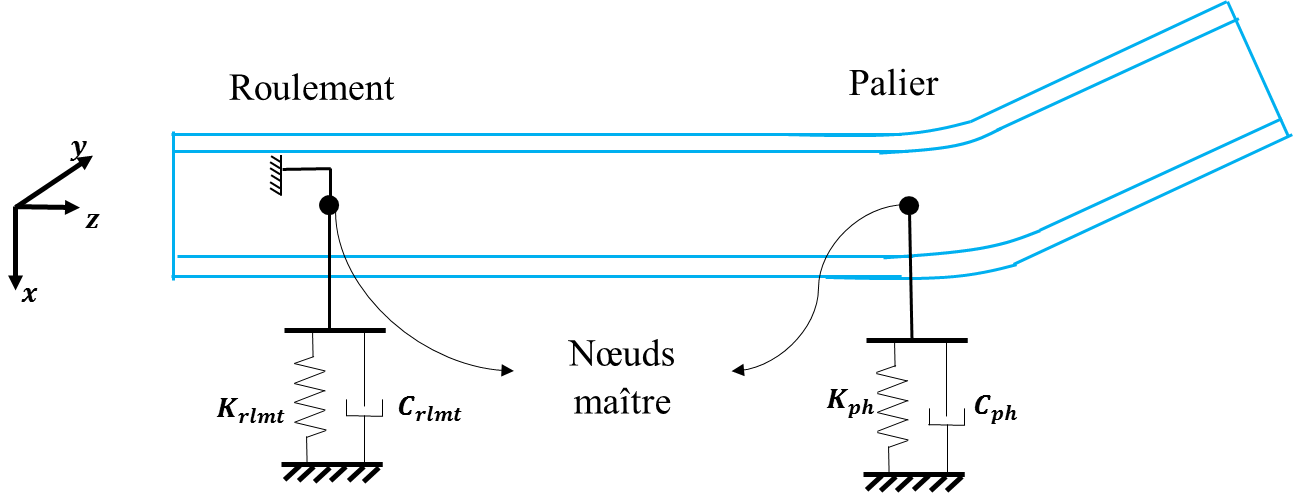 Roulement
Palier
y
z
x
Nœuds
maître
K_rlmt
C_rlmt
K_ph
C_ph